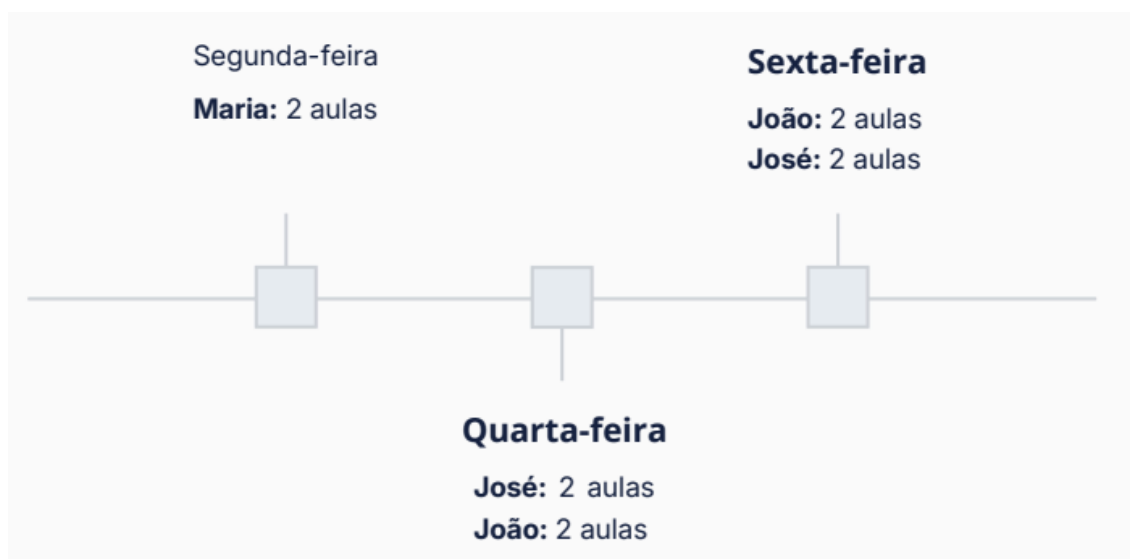 Segunda-feira
Maria: 2 aulas
Sexta-feira
João: 2 aulas
José: 2 aulas
Quarta-feira
José: 2 aulas
João: 2 aulas